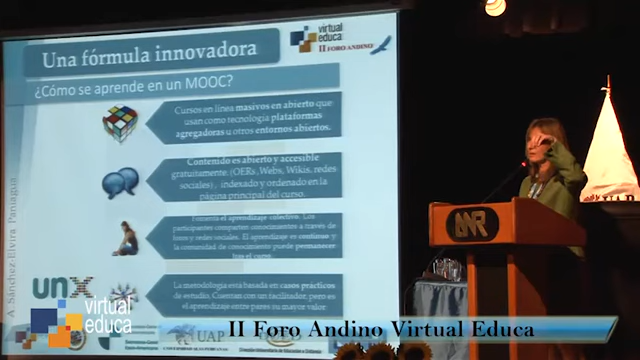 Una fórmula innovadora
virtual
educa
II FORO ANDINO
¿Cómo se aprende en un MOOC?
Cursos en línea masivos en abierto que
usan como tecnología plataformas
agregadoras u otros entornos abiertos.
Contenido es abierto y accesible
gratuitamente. (OERs, Webs, Wikis, redes
sociales), indexado y ordenado en la
página principal del curso.
Fomenta el aprendizaje colectivo. Los
participantes comparten conocimientos a través de
foros y redes sociales. El aprendizaje es continuo y
la comunidad de conocimiento puede permanecer
tras el curso.
La metodología esta basada en casos prácticos
de estudio. Cuentan con un facilitador, pero es
el aprendizaje entre pares su mayor valor
A. Sánchez-Elvira Paniagua
unx
virtual
educa
UAP
II Foro Andino Virtual Educa